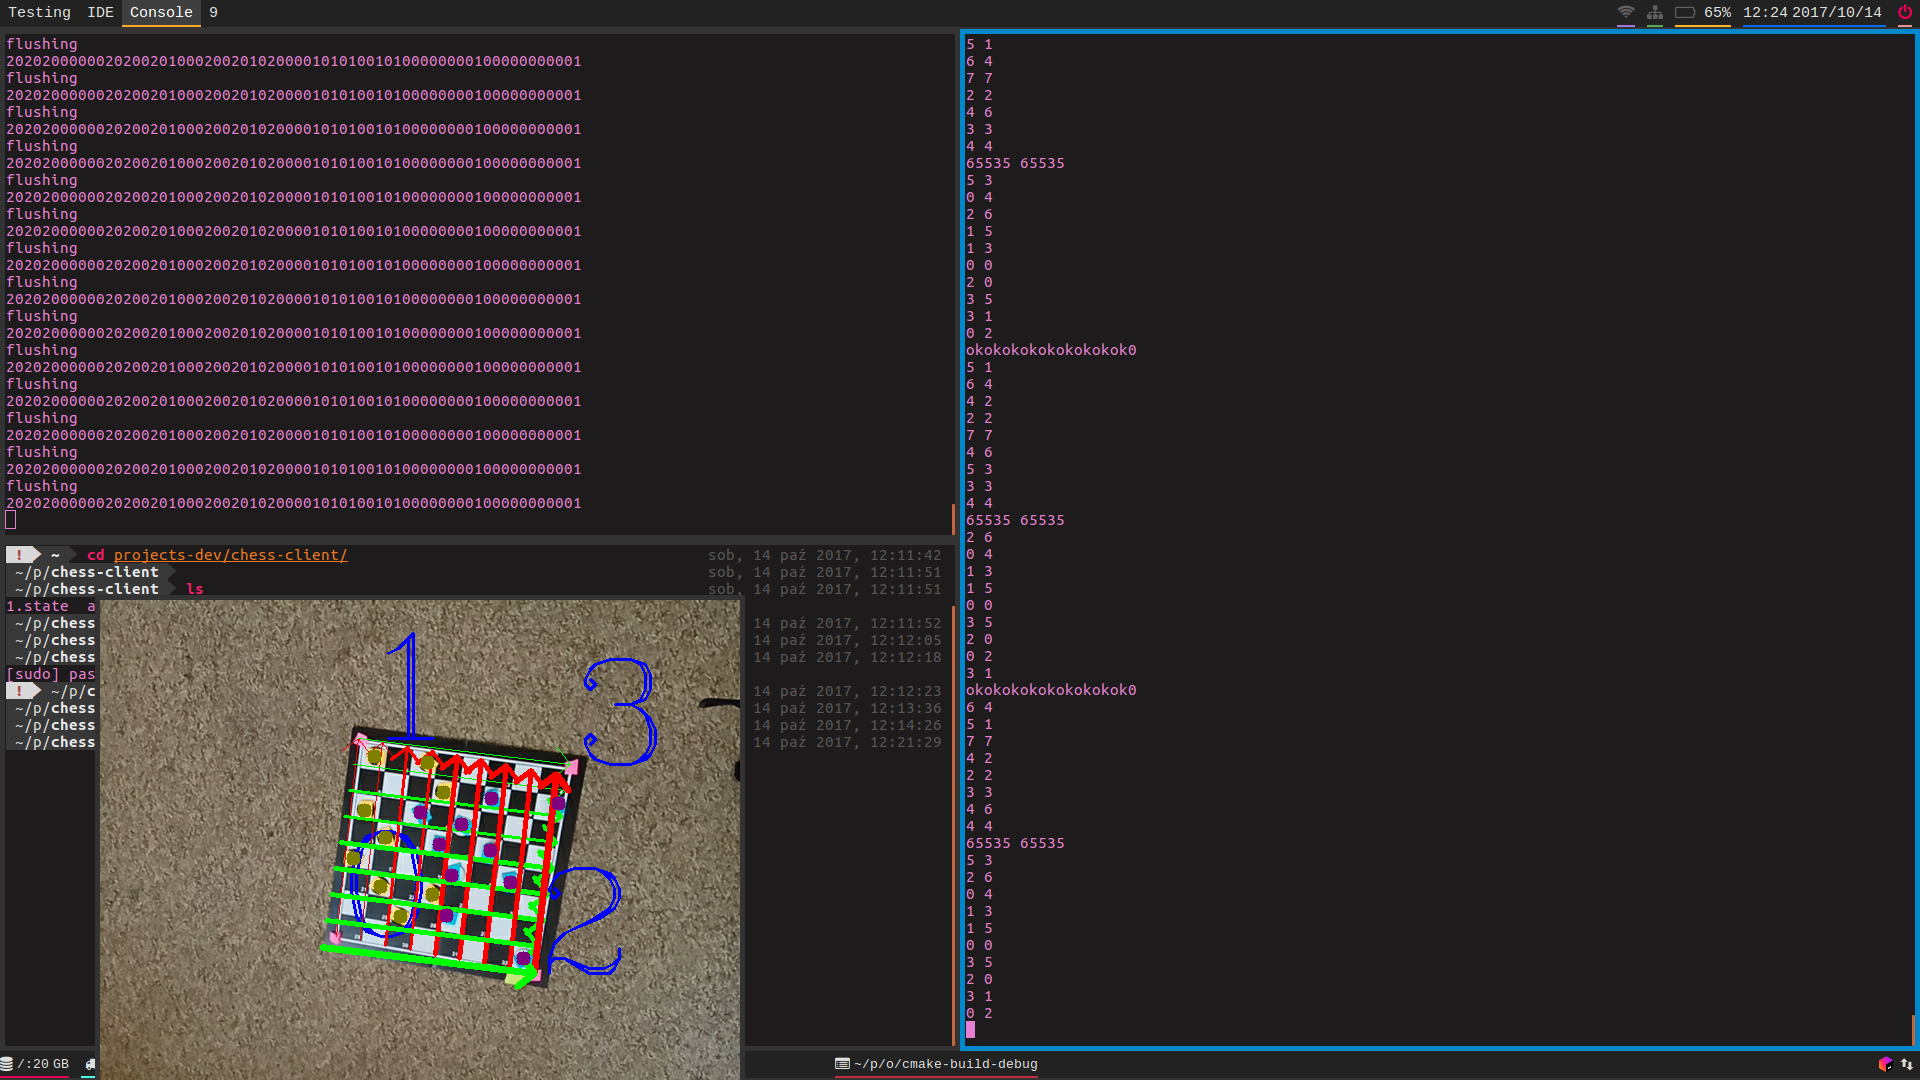 Testing IDE Console 9
65% 12:24 2017/10/14
flushing
2020200000020200201000200201020000101010010100000000100000000001
flushing
2020200000020200201000200201020000101010010100000000100000000001
flushing
2020200000020200201000200201020000101010010100000000100000000001
flushing
2020200000020200201000200201020000101010010100000000100000000001
flushing
2020200000020200201000200201020000101010010100000000100000000001
flushing
2020200000020200201000200201020000101010010100000000100000000001
flushing
2020200000020200201000200201020000101010010100000000100000000001
flushing
2020200000020200201000200201020000101010010100000000100000000001
flushing
2020200000020200201000200201020000101010010100000000100000000001
flushing
2020200000020200201000200201020000101010010100000000100000000001
flushing
2020200000020200201000200201020000101010010100000000100000000001
flushing
2020200000020200201000200201020000101010010100000000100000000001
flushing
2020200000020200201000200201020000101010010100000000100000000001
flushing
2020200000020200201000200201020000101010010100000000100000000001
! ~ cd projects-dev/chess-client/ sob, 14 paź 2017, 12:11:42
~/p/chess-client sob, 14 paź 2017, 12:11:51
~/p/chess-client ls sob, 14 paź 2017, 12:11:51
1.state a
~/p/chess 14 paź 2017, 12:11:52
~/p/chess 14 paź 2017, 12:12:05
~/p/chess 14 paź 2017, 12:12:18
[sudo] pas
! ~/p/c 14 paź 2017, 12:12:23
~/p/chess 14 paź 2017, 12:13:36
~/p/chess 14 paź 2017, 12:14:26
~/p/chess 14 paź 2017, 12:21:29
1
3
0
2
5 1
6 4
7 7
2 2
4 6
3 3
4 4
65535 65535
5 3
0 4
2 6
1 5
1 3
0 0
2 0
3 5
3 1
0 2
okokokokokokokokok0
5 1
6 4
4 2
2 2
7 7
4 6
5 3
3 3
4 4
65535 65535
2 6
0 4
1 3
1 5
0 0
3 5
2 0
0 2
3 1
okokokokokokokokok0
6 4
5 1
7 7
4 2
2 2
3 3
4 6
4 4
65535 65535
5 3
2 6
0 4
1 3
1 5
0 0
3 5
2 0
3 1
0 2
/:20 GB
~/p/o/cmake-build-debug